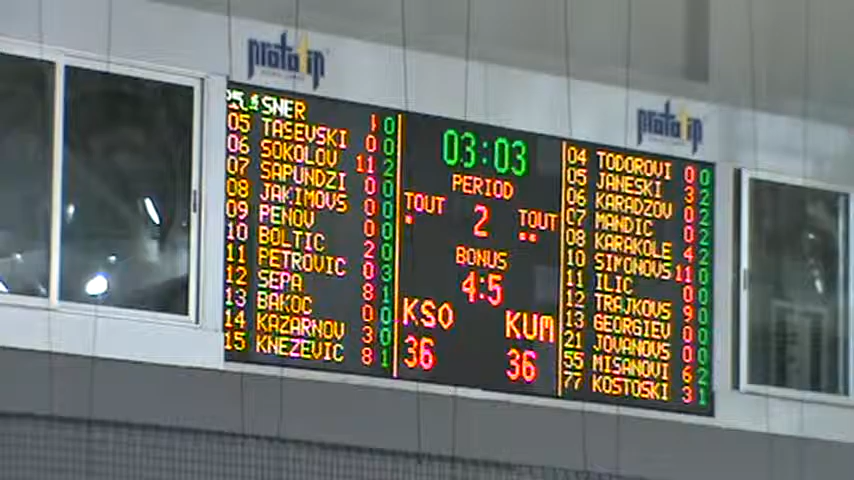 prototip
prototip
SNER 1 0
05 TASEVSKI 0 0
06 SOKOLOV 11 2
07 SAPUNDZI 0 0
08 JAKIMOVS 0 0
09 PENOV 0 0
10 BOLTIC 2 0
11 PETROVIC 0 3
12 SEPA 8 1
13 BAKOC 0 0
14 KAZARNOV 3 0
15 KNEZEVIC 8 1
03:03
PERIOD
TOUT 2 TOUT
BONUS
4:5
KSO KUM
36 36
04 TODOROVI 0 0
05 JANESKI 3 2
06 KARADZOV 0 2
07 MANDIC 0 0
08 KARAKOLE 4 2
10 SIMONOVS 11 0
11 ILIC 0 0
12 TRAJKOVS 9 0
13 GEORGIEV 0 0
21 JOVANOVS 0 0
55 MISANOVI 6 2
77 KOSTOSKI 3 1